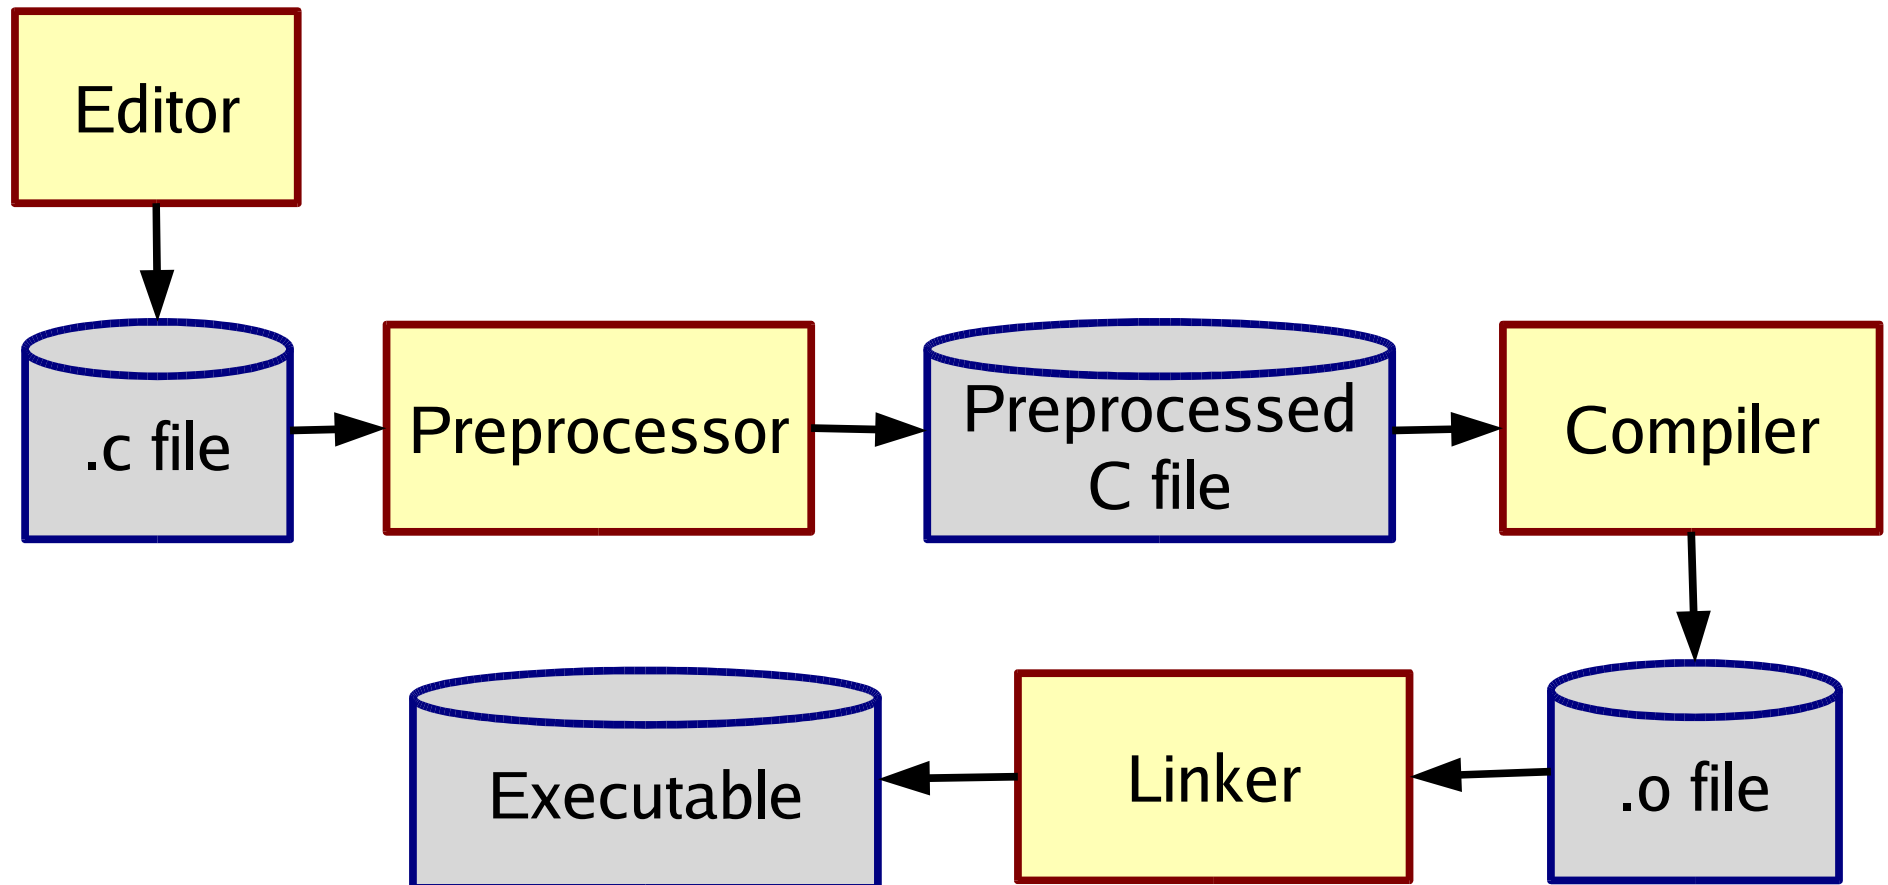 Editor
.c file
Preprocessor
Preprocessed
C file
Compiler
.o file
Linker
Executable